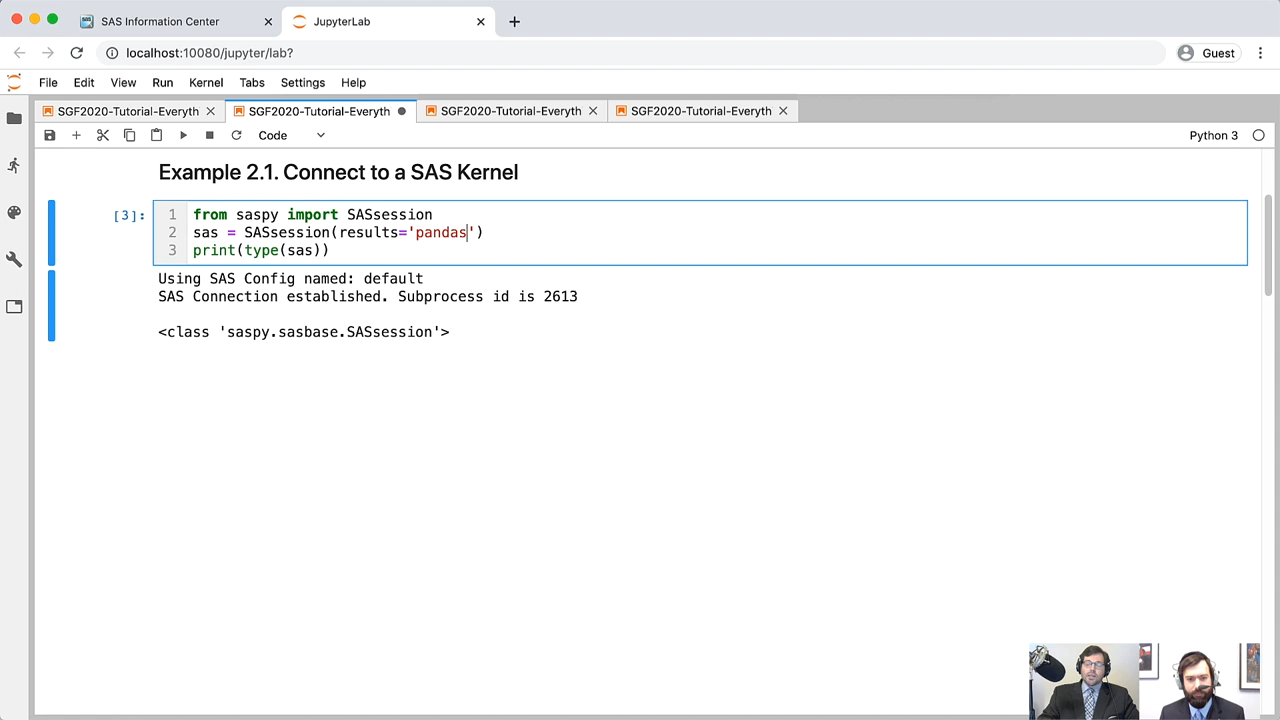 SAS Information Center
JupyterLab
localhost:10080/jupyter/lab?
Guest
File Edit View Run Kernel Tabs Settings Help
SGF2020-Tutorial-Everyth
SGF2020-Tutorial-Everyth
SGF2020-Tutorial-Everyth
SGF2020-Tutorial-Everyth
Code
Python 3
Example 2.1. Connect to a SAS Kernel
[3]:
1 from saspy import SASsession
2 sas = SASsession(results='pandas')
3 print(type(sas))
Using SAS Config named: default
SAS Connection established. Subprocess id is 2613
<class 'saspy.sasbase.SASsession'>